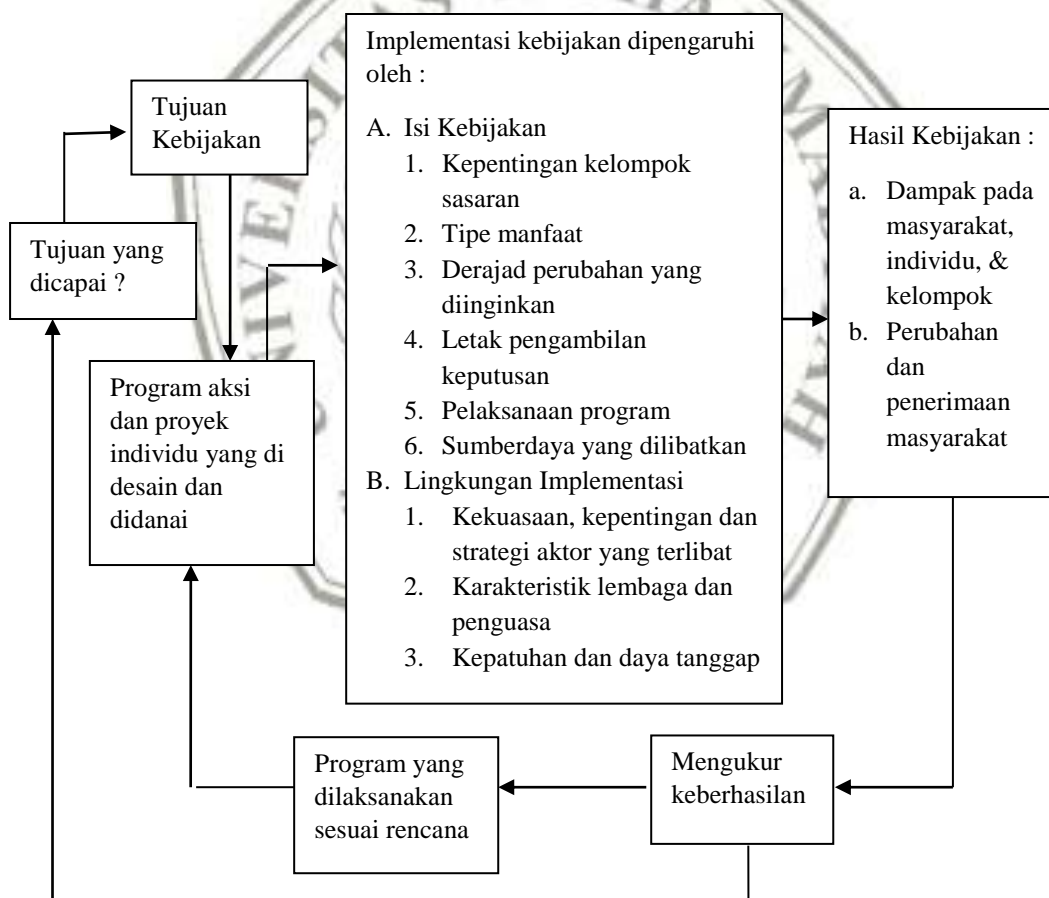 Tujuan
Kebijakan
Tujuan yang
dicapai ?
Program aksi
dan proyek
individu yang di
desain dan
didanai
Implementasi kebijakan dipengaruhi
oleh :
A. Isi Kebijakan
1. Kepentingan kelompok
sasaran
2. Tipe manfaat
3. Derajad perubahan yang
diinginkan
4. Letak pengambilan
keputusan
5. Pelaksanaan program
6. Sumberdaya yang dilibatkan
B. Lingkungan Implementasi
1. Kekuasaan, kepentingan dan
strategi aktor yang terlibat
2. Karakteristik lembaga dan
penguasa
3. Kepatuhan dan daya tanggap
Hasil Kebijakan :
a. Dampak pada
masyarakat,
individu, &
kelompok
b. Perubahan
dan
penerimaan
masyarakat
Program yang
dilaksanakan
sesuai rencana
Mengukur
keberhasilan